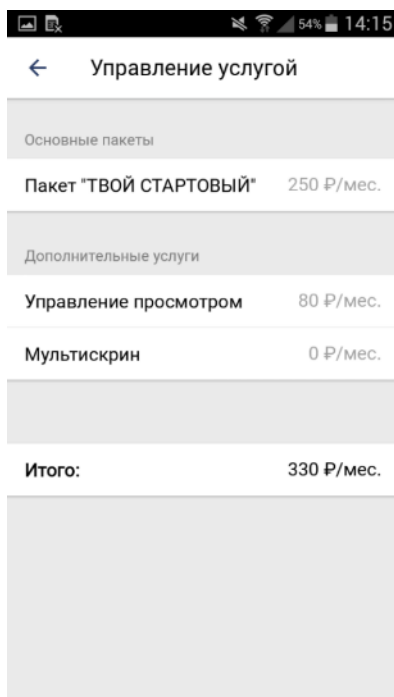 54% 14:15
Управление услугой
Основные пакеты
Пакет "ТВОЙ СТАРТОВЫЙ" 250 ₽/мес.
Дополнительные услуги
Управление просмотром 80 ₽/мес.
Мультискрин 0 ₽/мес.
Итого: 330 ₽/мес.